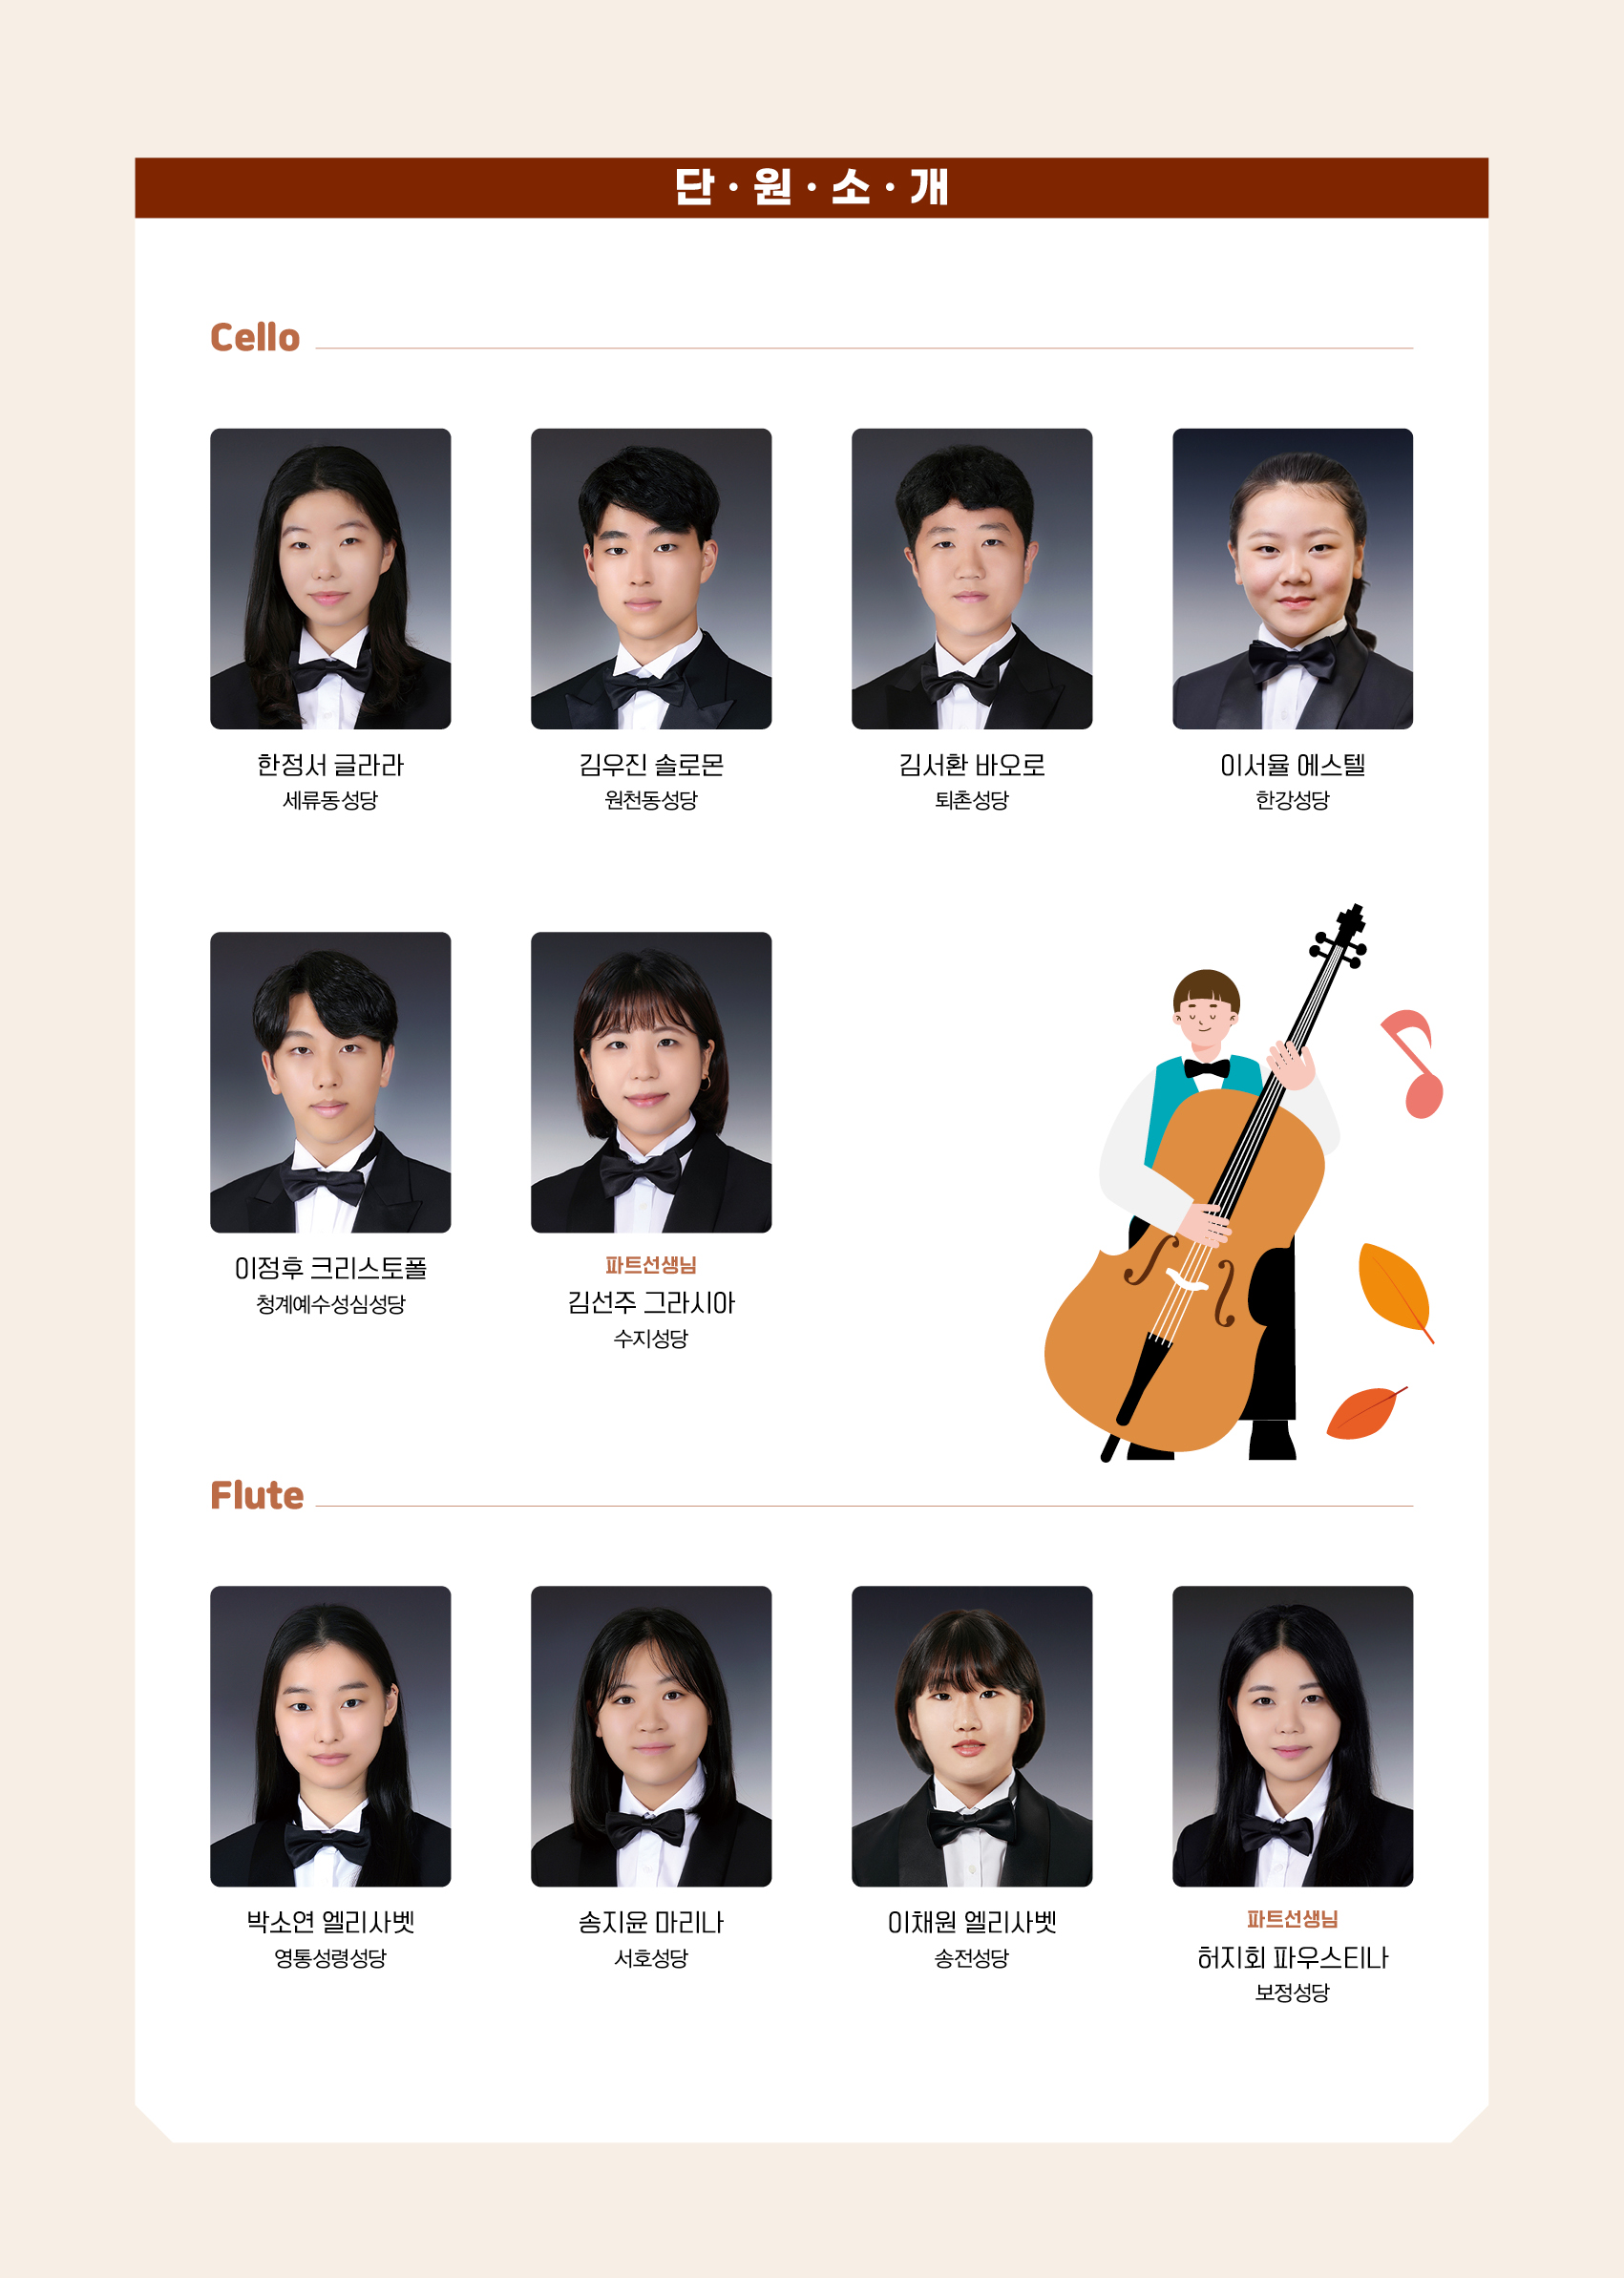 단·원·소·개
Cello
한정서 글라라
세류동성당
김우진 솔로몬
원천동성당
김서환 바오로
퇴촌성당
이서율 에스텔
한강성당
이정후 크리스토폴
청계예수성심성당
파트선생님
김선주 그라시아
수지성당
Flute
박소연 엘리사벳
영통성령성당
송지윤 마리나
서호성당
이채원 엘리사벳
송전성당
파트선생님
허지회 파우스티나
보정성당